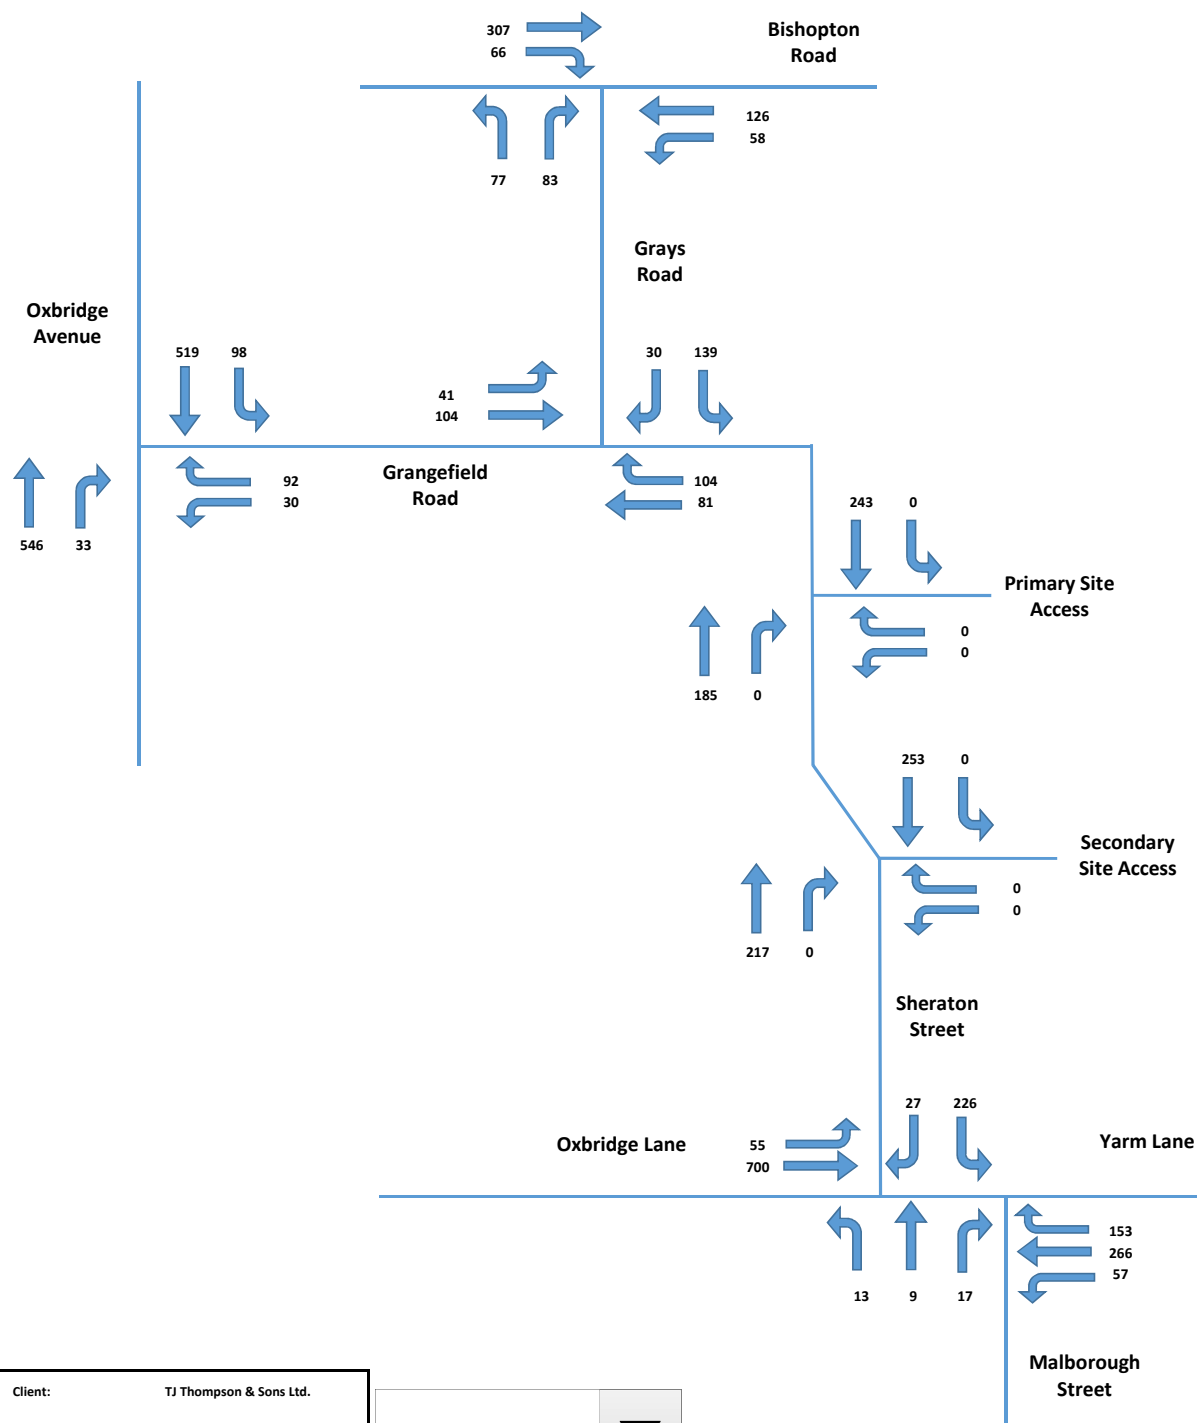 307
66
Bishopton
Road
126
58
77 83
Grays
Road
Oxbridge
Avenue
519 98
30 139
41
104
Grangefield
Road
92
30
104
81
546 33
243 0
Primary Site
Access
0
0
185 0
253 0
Secondary
Site Access
0
0
217 0
Sheraton
Street
27 226
Oxbridge Lane
55
700
Yarm Lane
153
266
57
13 9 17
Malborough
Street
Client: TJ Thompson & Sons Ltd.